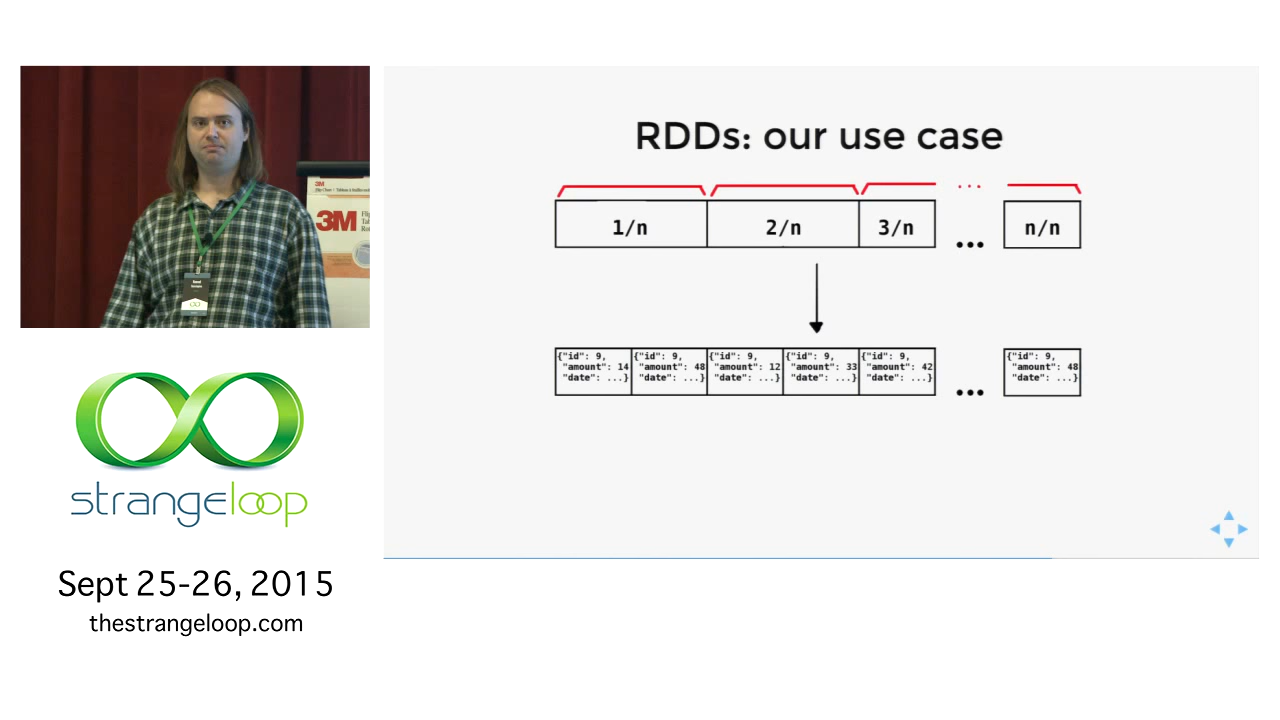 RDDs: our use case
...
1/n
2/n
3/n
...
n/n
{"id": 9,
"amount": 14
"date": ...}
{"id": 9,
"amount": 48
"date": ...}
{"id": 9,
"amount": 12
"date": ...}
{"id": 9,
"amount": 33
"date": ...}
{"id": 9,
"amount": 42
"date": ...}
...
{"id": 9,
"amount": 48
"date": ...}
3M
3M
strangeloop
Sept 25-26, 2015
thestrangeloop.com